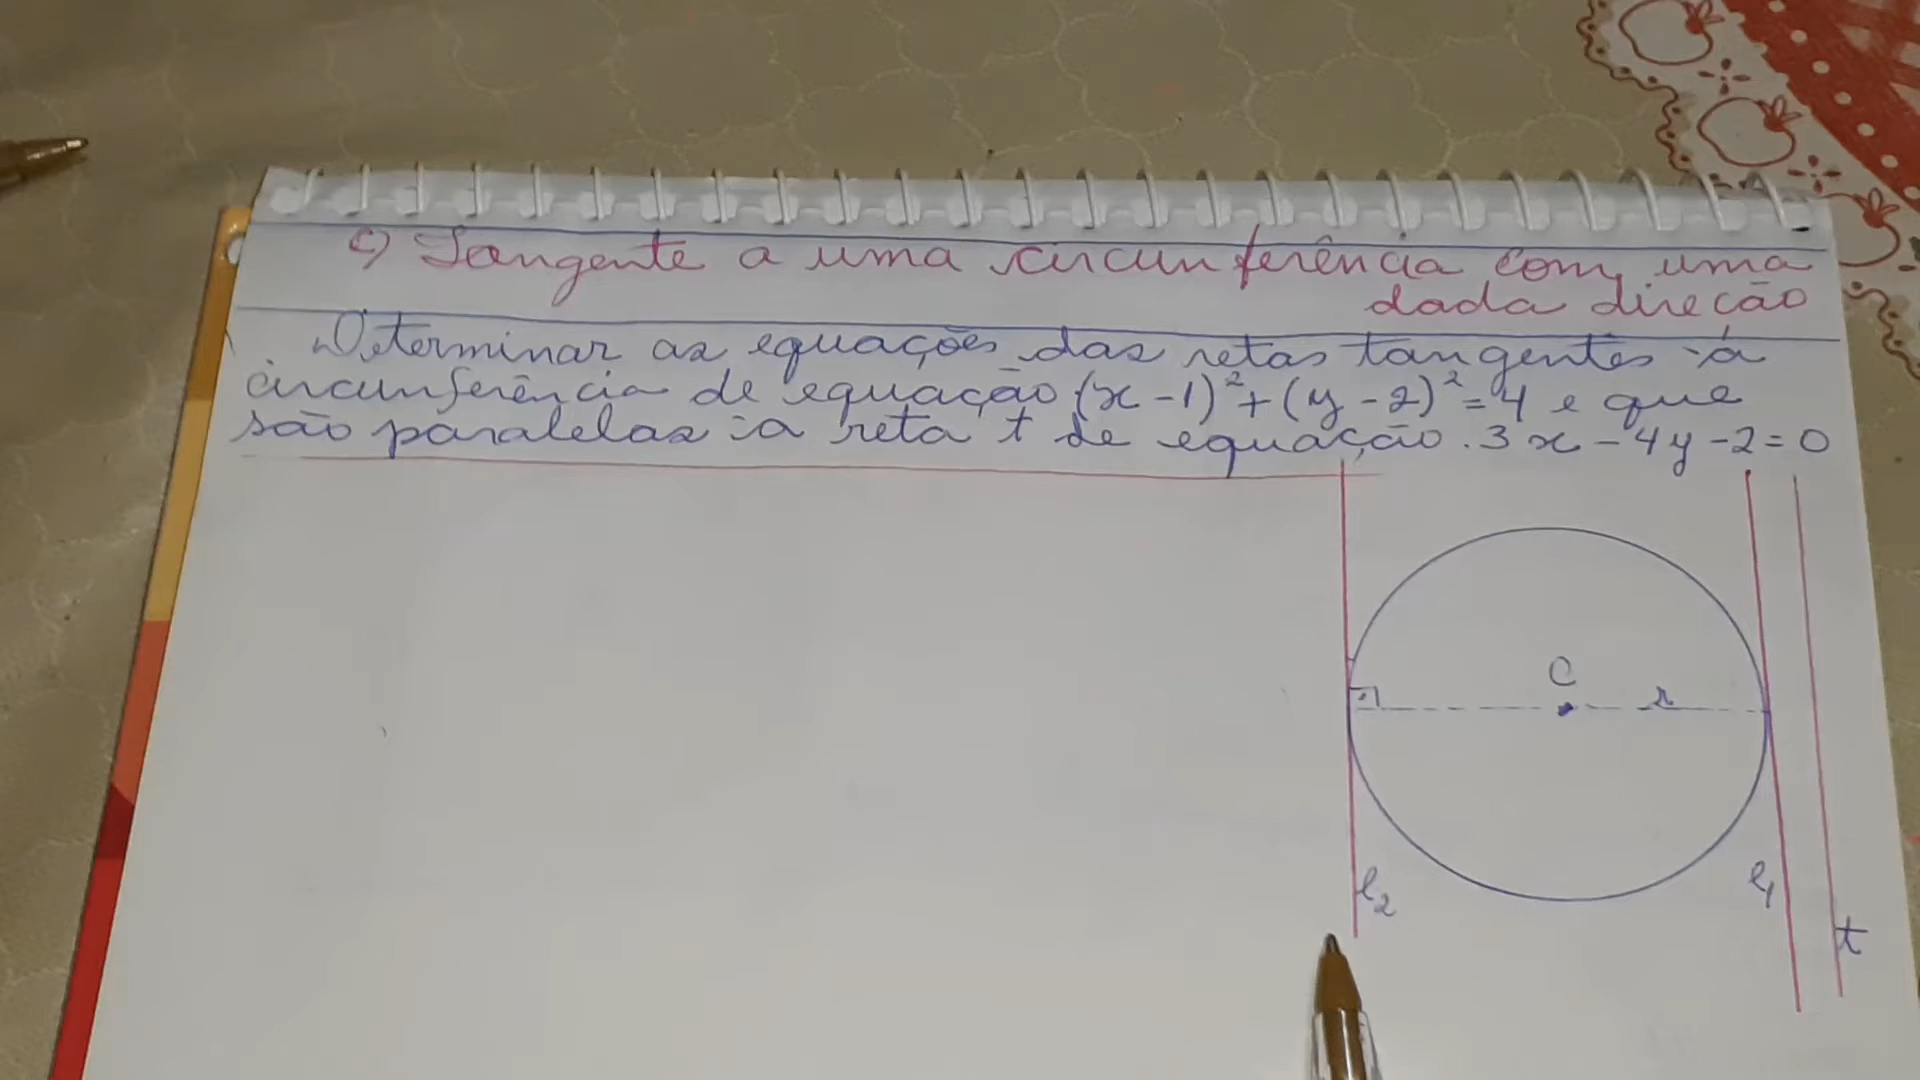 c) Tangente a uma circunferência com uma
dada direção
Determinar as equações das retas tangentes à
circunferência de equação (x-1)²+(y-2)²=4 e que
são paralelas à reta t de equação 3x-4y-2=0
C
r
l₂
l₁
t